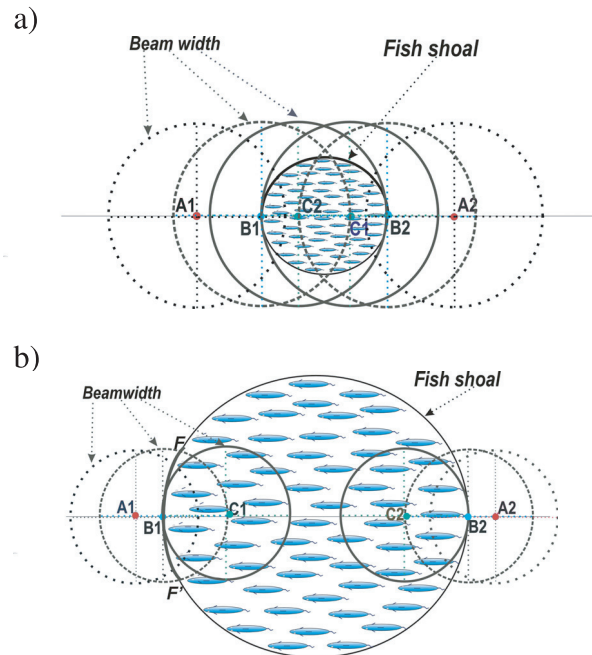 a)
Beam width
Fish shoal
A1
B1
C2
C1
B2
A2
b)
Beamwidth
Fish shoal
F
A1
B1
C1
C2
B2
A2
F'